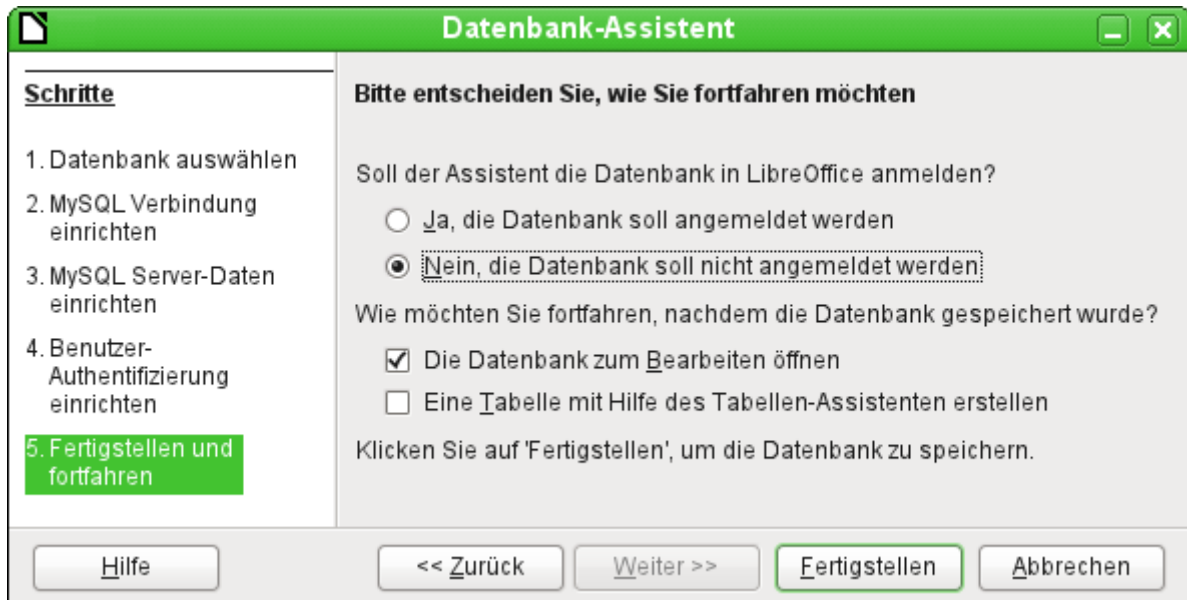 Datenbank-Assistent
Schritte
1. Datenbank auswählen
2. MySQL Verbindung
einrichten
3. MySQL Server-Daten
einrichten
4. Benutzer-
Authentifizierung
einrichten
5. Fertigstellen und
fortfahren
Bitte entscheiden Sie, wie Sie fortfahren möchten
Soll der Assistent die Datenbank in LibreOffice anmelden?
Ja, die Datenbank soll angemeldet werden
Nein, die Datenbank soll nicht angemeldet werden
Wie möchten Sie fortfahren, nachdem die Datenbank gespeichert wurde?
Die Datenbank zum Bearbeiten öffnen
Eine Tabelle mit Hilfe des Tabellen-Assistenten erstellen
Klicken Sie auf 'Fertigstellen', um die Datenbank zu speichern.
Hilfe
<< Zurück
Weiter >>
Fertigstellen
Abbrechen